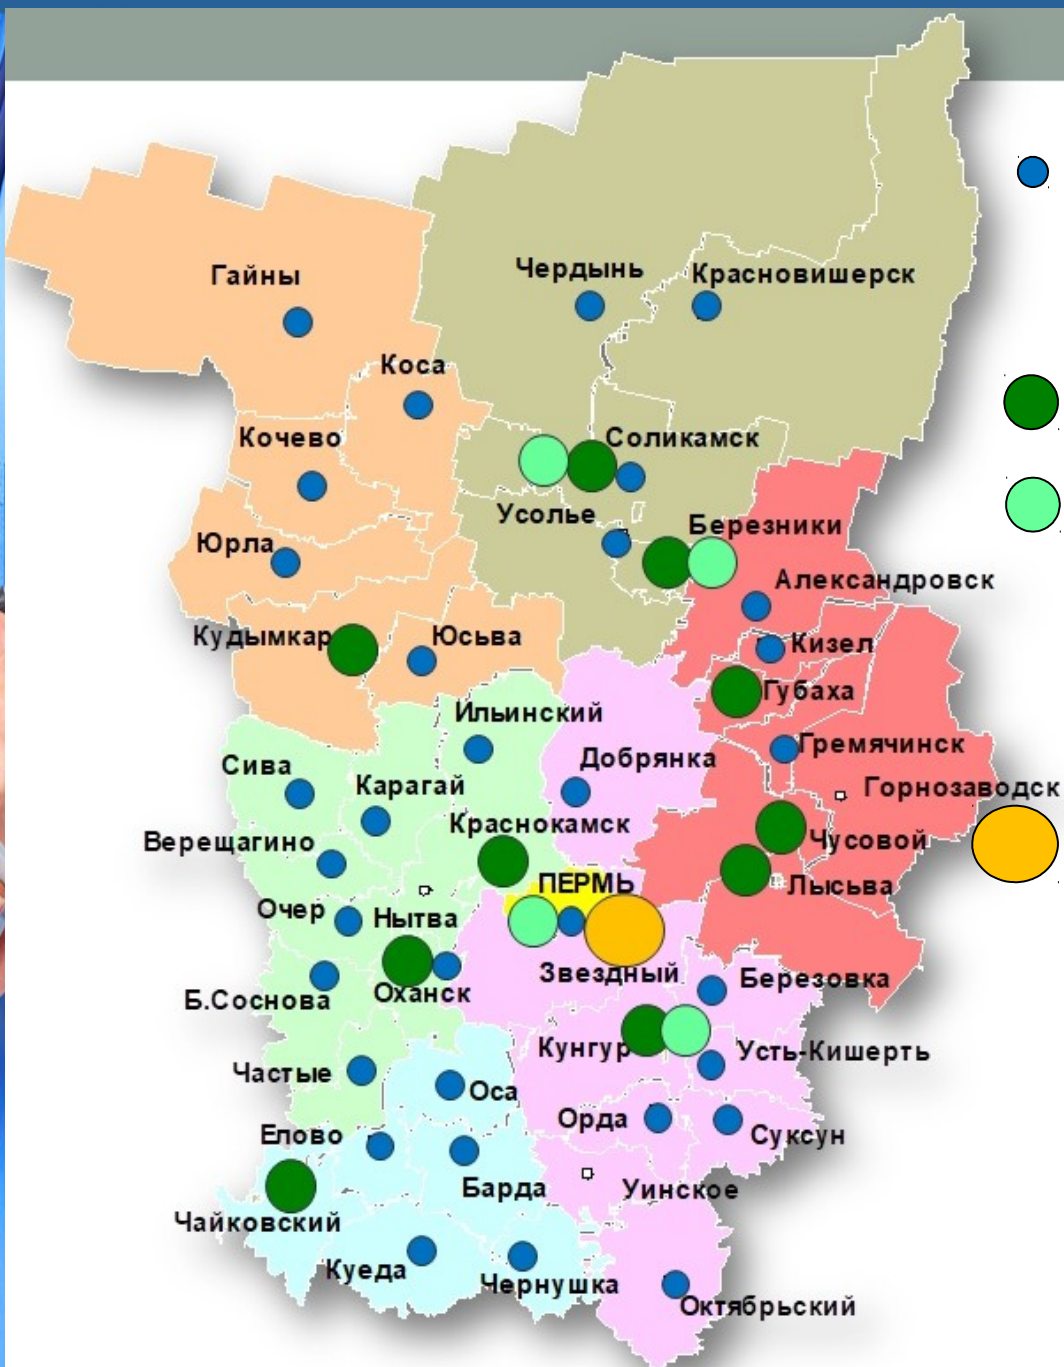 Гайны
Чердынь
Красновишерск
Коса
Кочево
Соликамск
Усолье
Березники
Юрла
Александровск
Кудымкар
Юсьва
Кизел
Губаха
Ильинский
Гремячинск
Сива
Добрянка
Карагай
Горнозаводск
Краснокамск
Верещагино
Чусовой
ПЕРМЬ
Лысьва
Очер
Нытва
Звездный
Березовка
Оханск
Б.Соснова
Кунгур
Усть-Кишерть
Частые
Оса
Орда
Суксун
Елово
Барда
Уинское
Чайковский
Куеда
Чернушка
Октябрьский